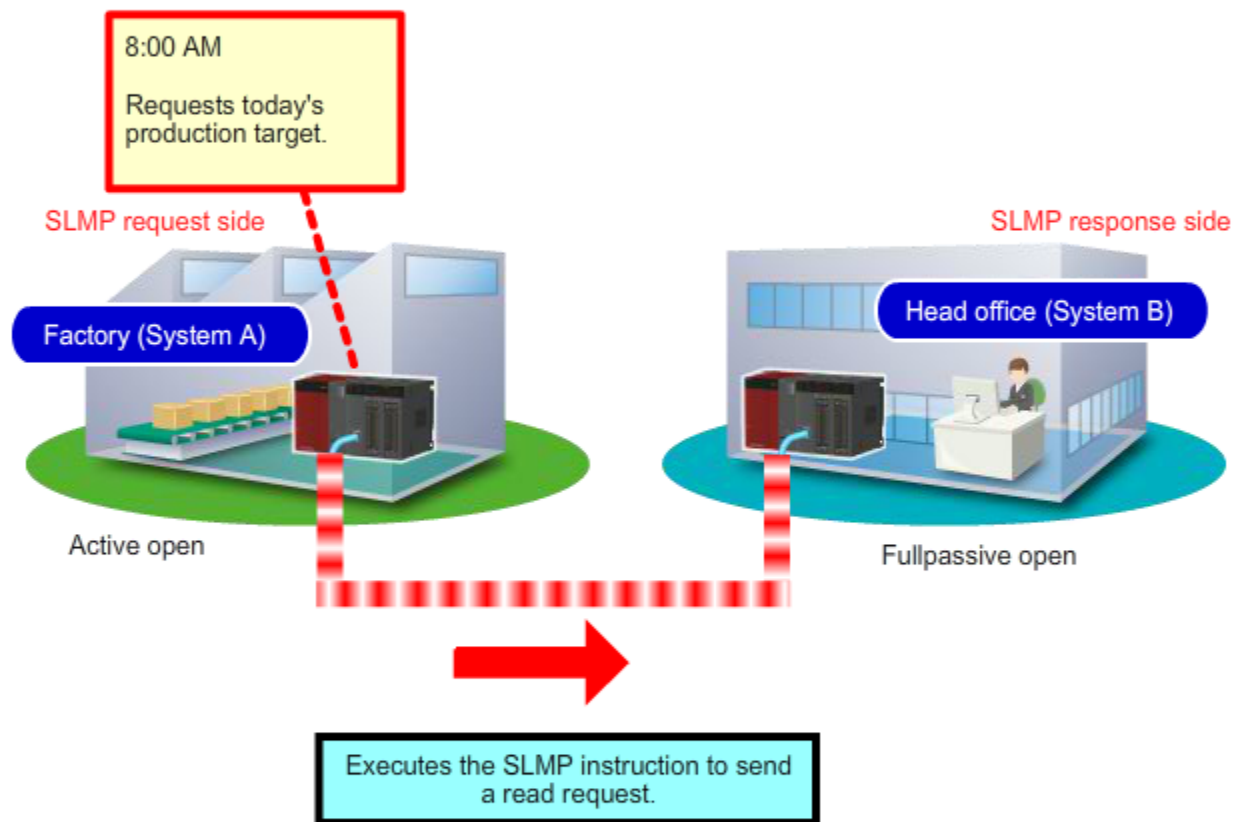 8:00 AM
Requests today's
production target.
SLMP request side
SLMP response side
Factory (System A)
Head office (System B)
Active open
Fullpassive open
Executes the SLMP instruction to send
a read request.